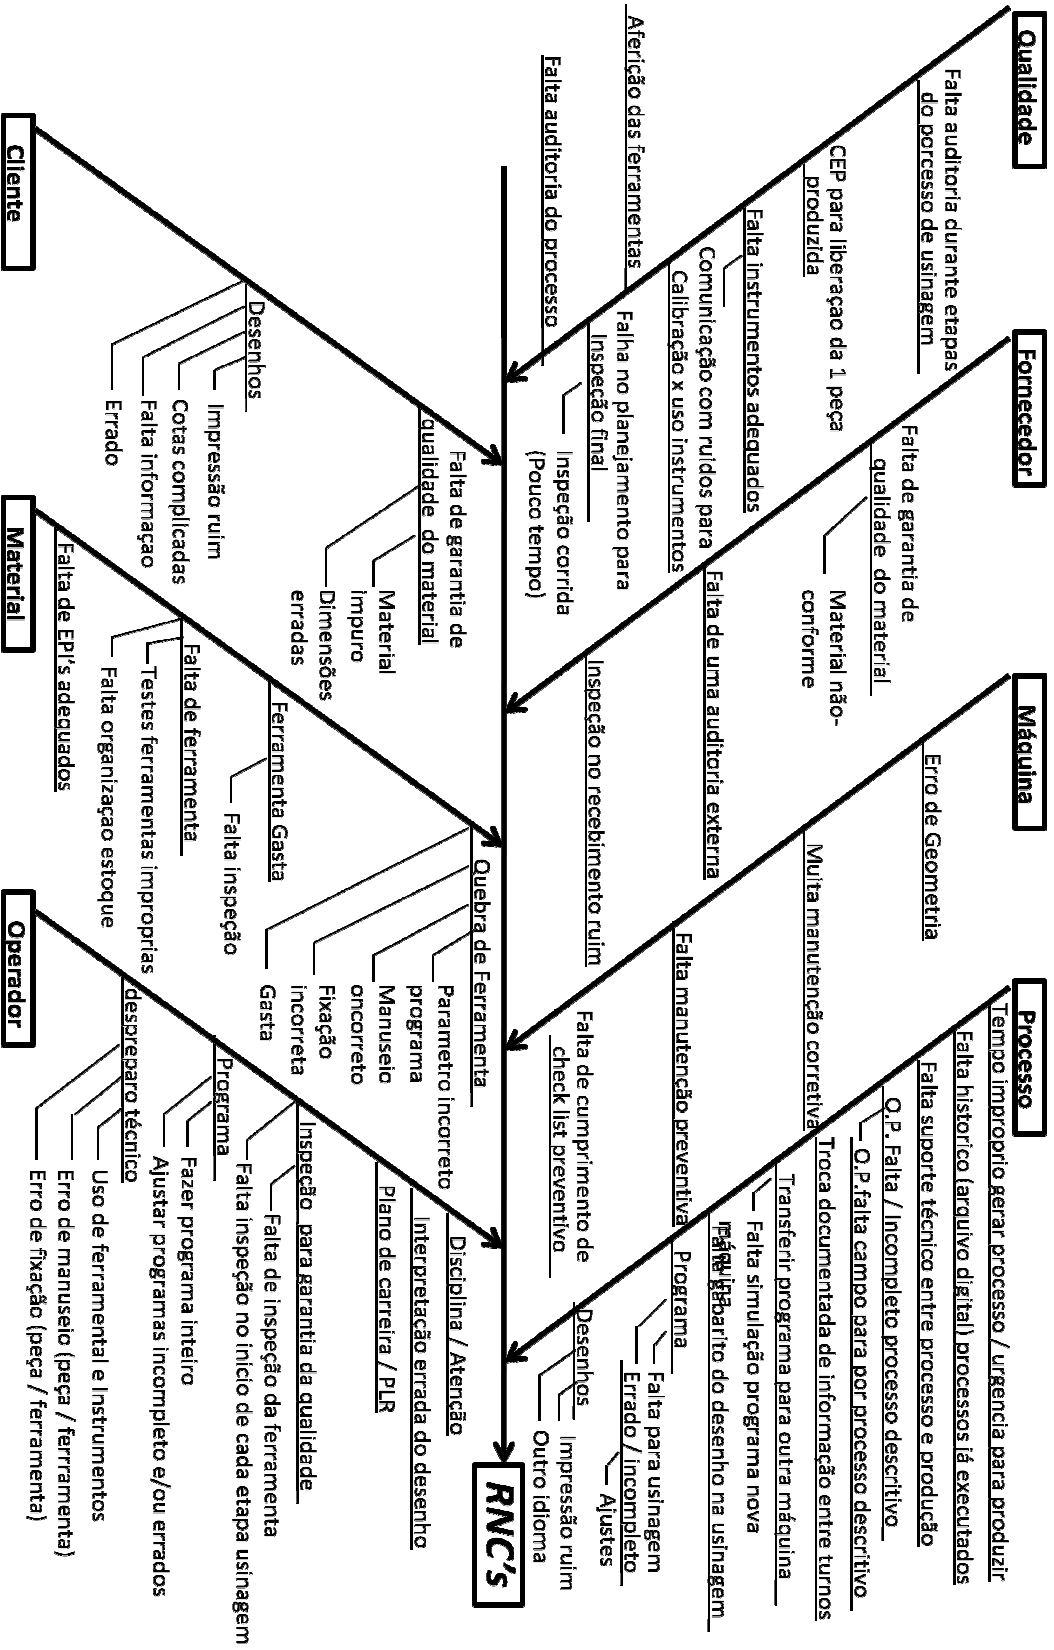 Qualidade
Falta auditoria durante etapas
do porcesso de usinagem
CEP para liberaçao da 1 peça
produzida
Falta instrumentos adequados
Comunicação com ruídos para
Calibração x uso instrumentos
Aferição das ferramentas
Falha no planejamento para
Inspeção final
Inspeção corrida
(Pouco tempo)
Falta auditoria do processo
Fornecedor
Falta de garantia de
qualidade do material
Material não-
conforme
Falta de uma auditoria externa
Inspeção no recebimento ruim
Máquina
Erro de Geometria
Muita manutenção corretiva
Falta manutenção preventiva
Falta de cumprimento de
check list preventivo
Processo
Tempo improprio gerar processo / urgencia para produzir
Falta historico (arquivo digital) processos já executados
Falta suporte técnico entre processo e produção
O.P. Falta / Incompleto processo descritivo
O.P.falta campo para por processo descritivo
Troca documentada de informação entre turnos
Transferir programa para outra máquina
Falta simulação programa nova
máquina
Falta gabarito do desenho na usinagem
Programa
Falta para usinagem
Errado / incompleto
Ajustes
Desenhos
Impressão ruim
Outro idioma
RNC's
Cliente
Falta de garantia de
qualidade do material
Material
impuro
Dimensões
erradas
Desenhos
Impressão ruim
Cotas complicadas
Falta informaçao
Errado
Material
Quebra de Ferramenta
Parametro incorreto
programa
Manuseio
oncorreto
Fixação
incorreta
Gasta
Ferramenta Gasta
Falta inspeção
Falta de ferramenta
Testes ferramentas improprias
Falta organizaçao estoque
Falta de EPI's adequados
Operador
Disciplina / Atenção
Interpretação errada do desenho
Plano de carreira / PLR
Inspeção para garantia da qualidade
Falta de inspeção da ferramenta
Falta inspeção no inicio de cada etapa usinagem
Programa
Fazer programa inteiro
Ajustar programas incompleto e/ou errados
despreparo técnico
Uso de ferramental e Instrumentos
Erro de manuseio (peça / ferrramenta)
Erro de fixação (peça / ferramenta)